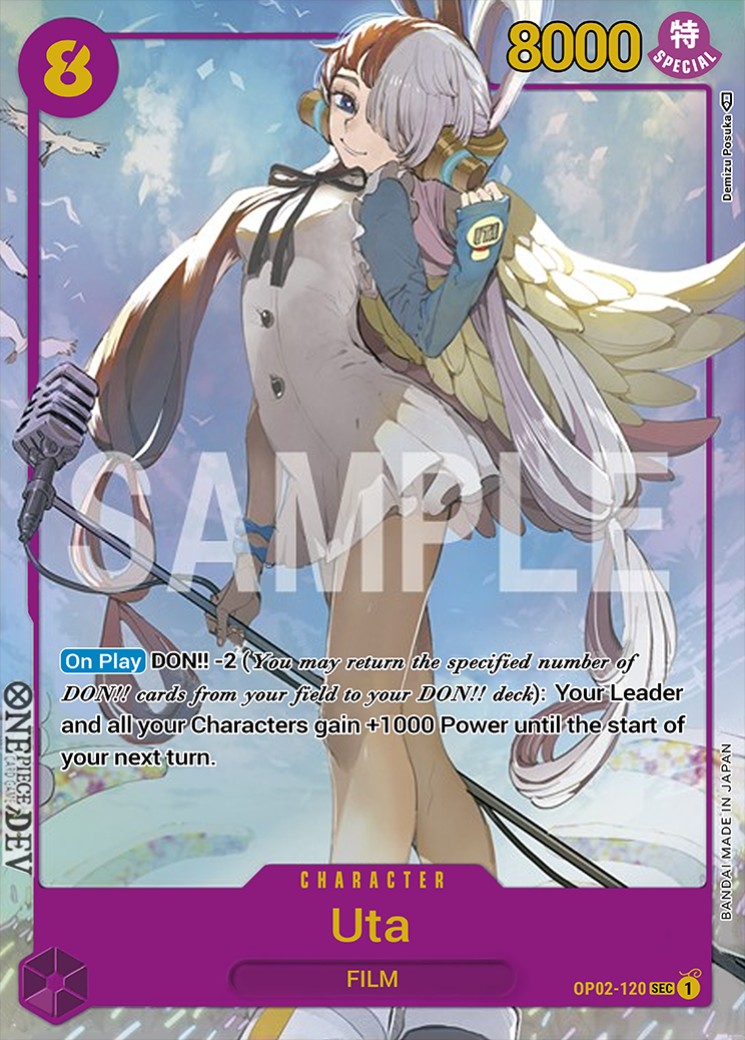 8
8000
特
SPECIAL
Demizu Posuka
UTA
SAMPLE
On Play DON!! -2 (You may return the specified number of
DON!! cards from your field to your DON!! deck): Your Leader
and all your Characters gain +1000 Power until the start of
your next turn.
ONE PIECE
CARD GAME
DEV
BANDAI MADE IN JAPAN
CHARACTER
Uta
FILM
OP02-120 SEC 1